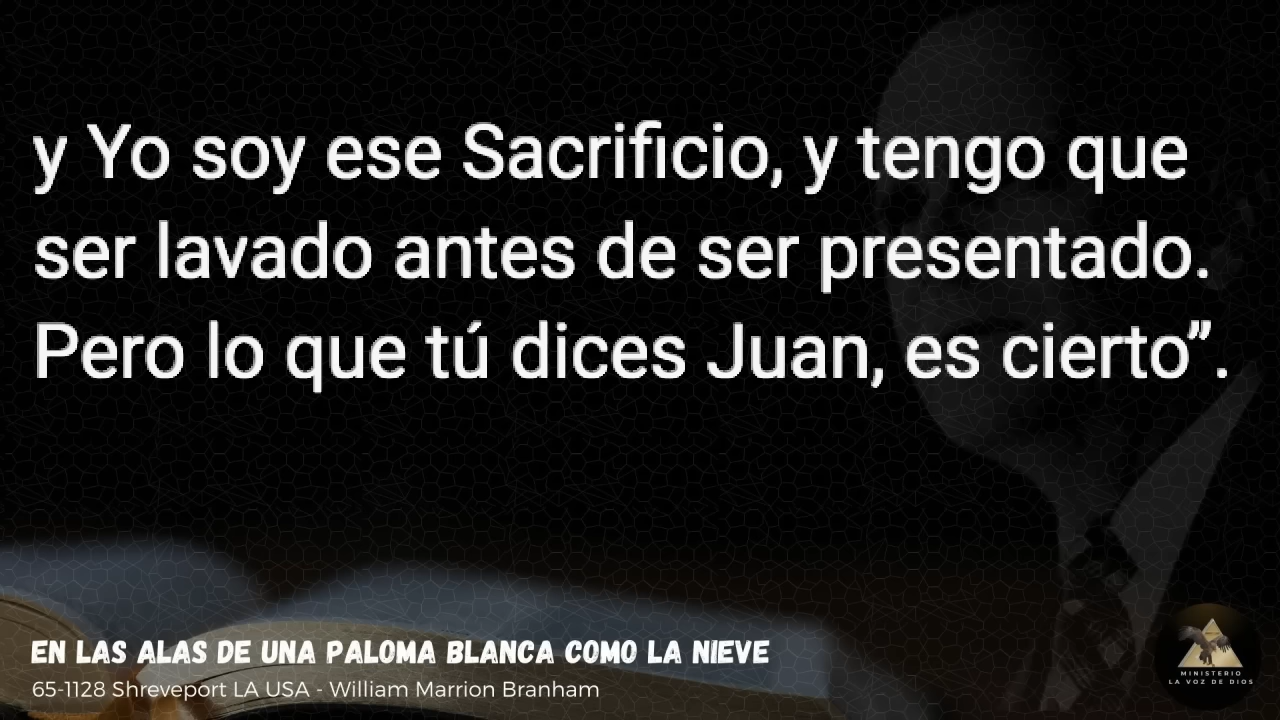 y Yo soy ese Sacrificio, y tengo que
ser lavado antes de ser presentado.
Pero lo que tú dices Juan, es cierto”.
EN LAS ALAS DE UNA PALOMA BLANCA COMO LA NIEVE
65-1128 Shreveport LA USA - William Marrion Branham
MINISTERIO
LA VOZ DE DIOS